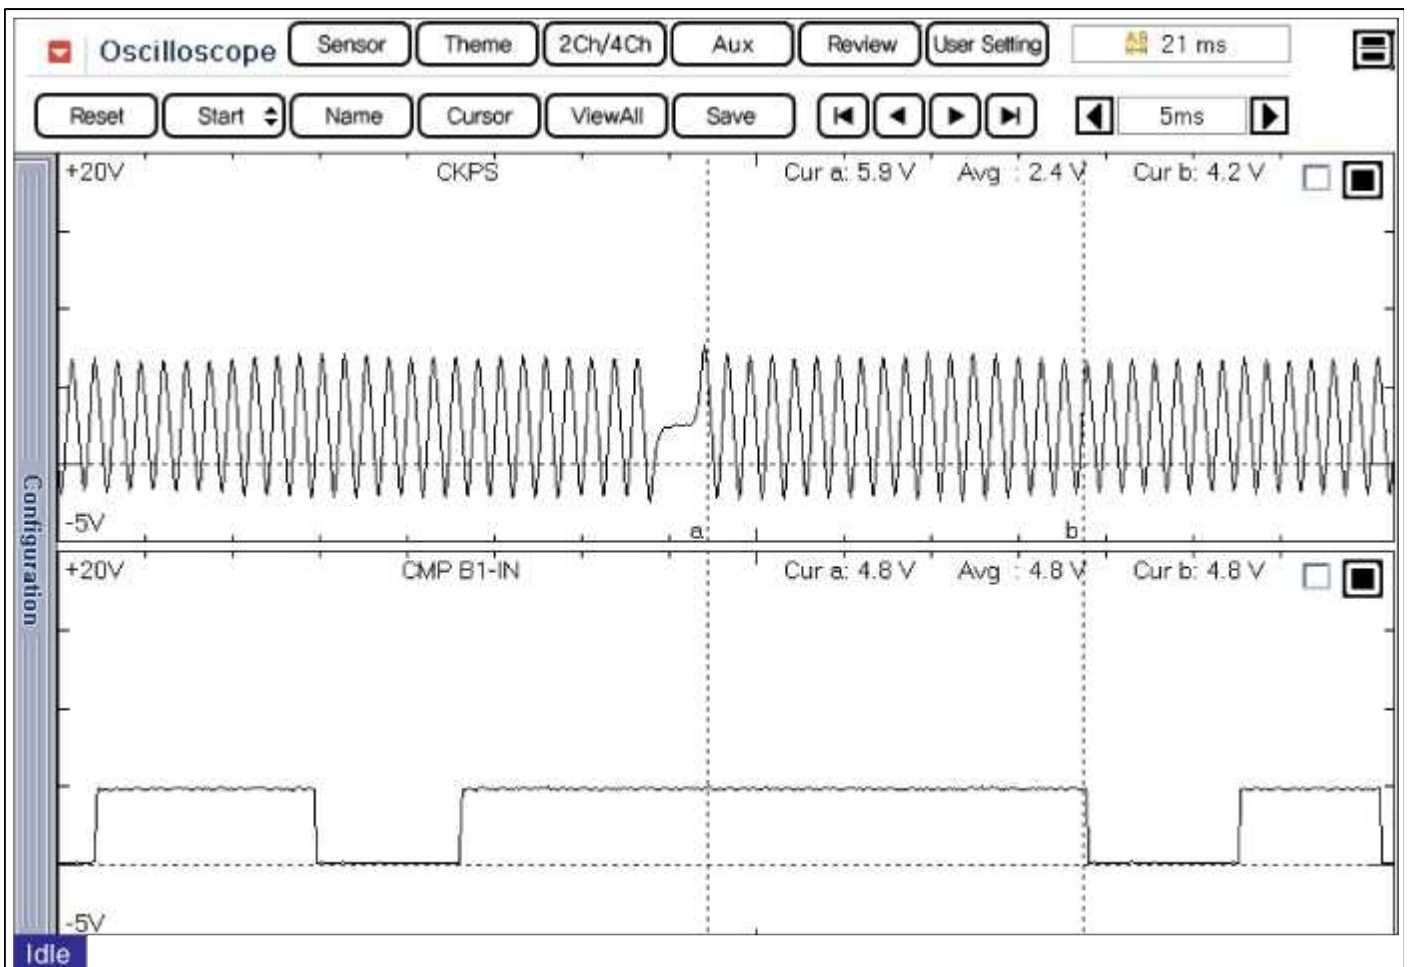 Oscilloscope Sensor Theme 2Ch/4Ch Aux Review User Setting AB 21 ms
Reset Start Name Cursor ViewAll Save 5ms
+20V CKPS Cur a: 5.9 V Avg : 2.4 V Cur b: 4.2 V
-5V a b
+20V CMP B1-IN Cur a: 4.8 V Avg : 4.8 V Cur b: 4.8 V
-5V
Configuration
Idle